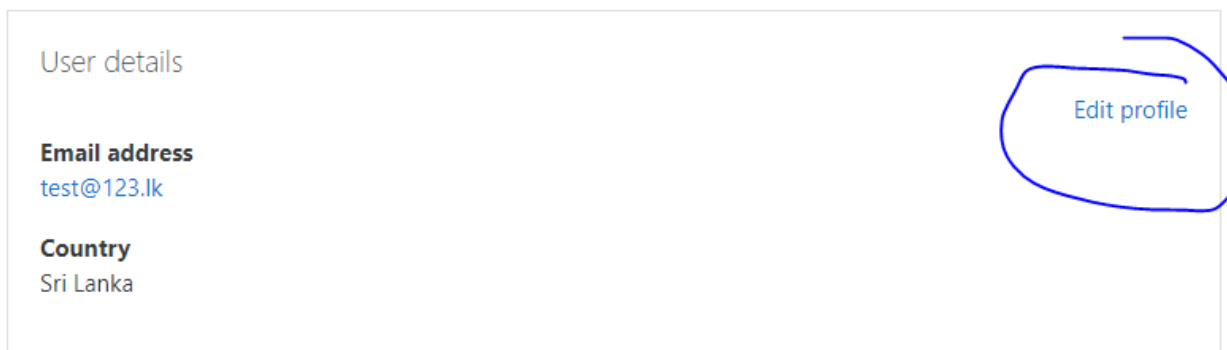 User details
Edit profile
Email address
test@123.lk
Country
Sri Lanka